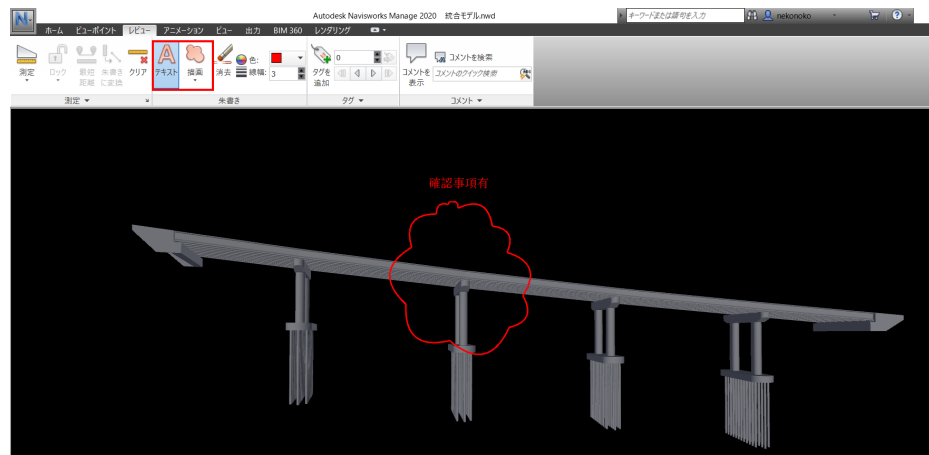 Autodesk Navisworks Manage 2020 統合モデル.nwd
キーワードまたは語句を入力
nekonoko
ホーム ビューポイント レビュー アニメーション ビュー 出力 BIM 360 レンダリング
測定
ロック
最短
距離
朱書き
に変換
クリア
テキスト
描画
消去
色:
線幅: 3
タグを
追加
0
コメントを
表示
コメントを検索
コメントのクイック検索
測定
朱書き
タグ
コメント
確認事項有